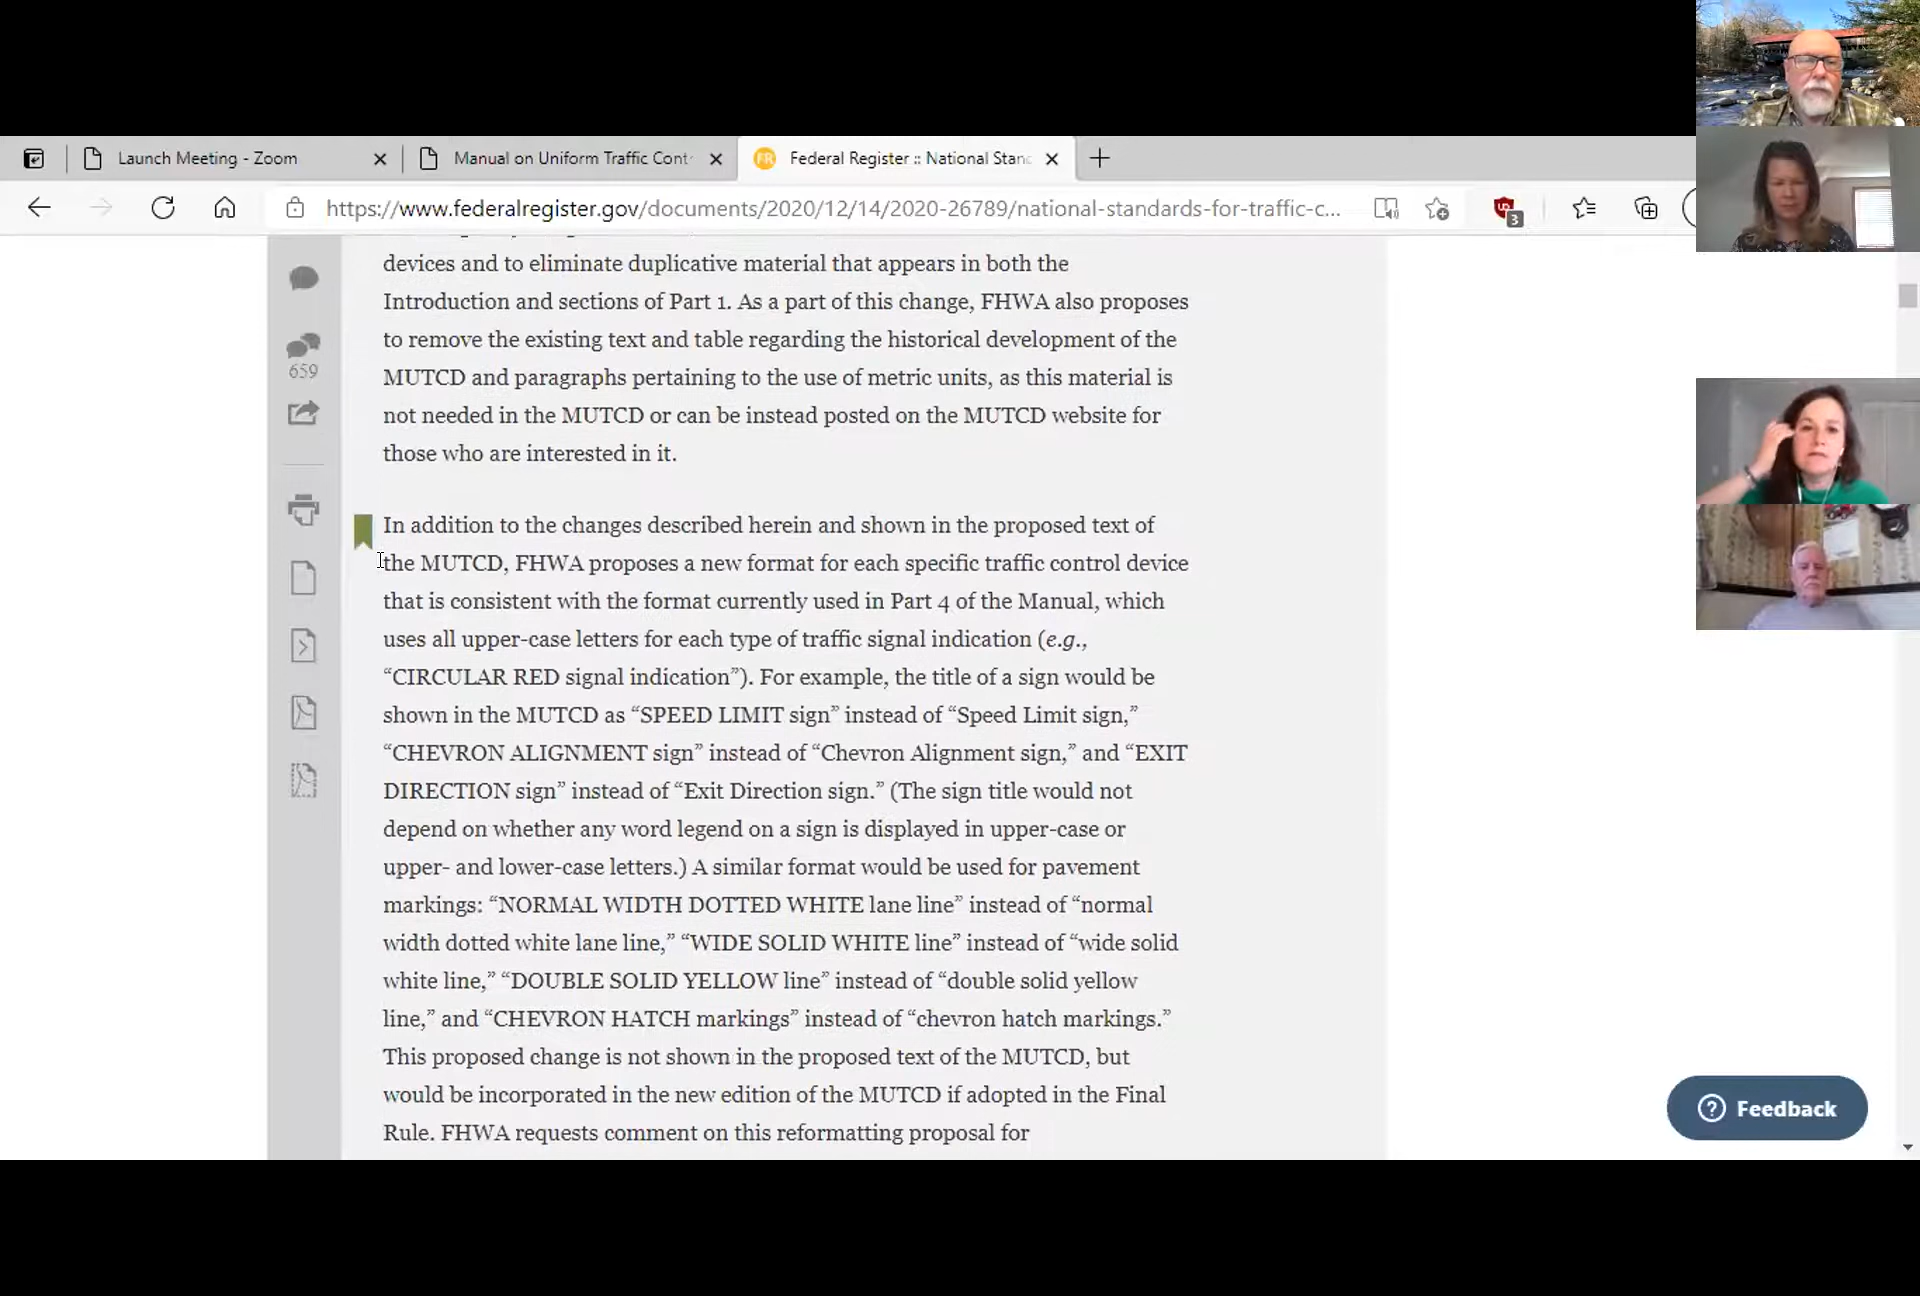 Launch Meeting - Zoom
Manual on Uniform Traffic Cont
FR
Federal Register :: National Stand
https://www.federalregister.gov/documents/2020/12/14/2020-26789/national-standards-for-traffic-c...
3
devices and to eliminate duplicative material that appears in both the
Introduction and sections of Part 1. As a part of this change, FHWA also proposes
to remove the existing text and table regarding the historical development of the
MUTCD and paragraphs pertaining to the use of metric units, as this material is
not needed in the MUTCD or can be instead posted on the MUTCD website for
those who are interested in it.
659
In addition to the changes described herein and shown in the proposed text of
the MUTCD, FHWA proposes a new format for each specific traffic control device
that is consistent with the format currently used in Part 4 of the Manual, which
uses all upper-case letters for each type of traffic signal indication (e.g.,
“CIRCULAR RED signal indication”). For example, the title of a sign would be
shown in the MUTCD as “SPEED LIMIT sign” instead of “Speed Limit sign,”
“CHEVRON ALIGNMENT sign” instead of “Chevron Alignment sign,” and “EXIT
DIRECTION sign” instead of “Exit Direction sign.” (The sign title would not
depend on whether any word legend on a sign is displayed in upper-case or
upper- and lower-case letters.) A similar format would be used for pavement
markings: “NORMAL WIDTH DOTTED WHITE lane line” instead of “normal
width dotted white lane line,” “WIDE SOLID WHITE line” instead of “wide solid
white line,” “DOUBLE SOLID YELLOW line” instead of “double solid yellow
line,” and “CHEVRON HATCH markings” instead of “chevron hatch markings.”
This proposed change is not shown in the proposed text of the MUTCD, but
would be incorporated in the new edition of the MUTCD if adopted in the Final
Rule. FHWA requests comment on this reformatting proposal for
Feedback